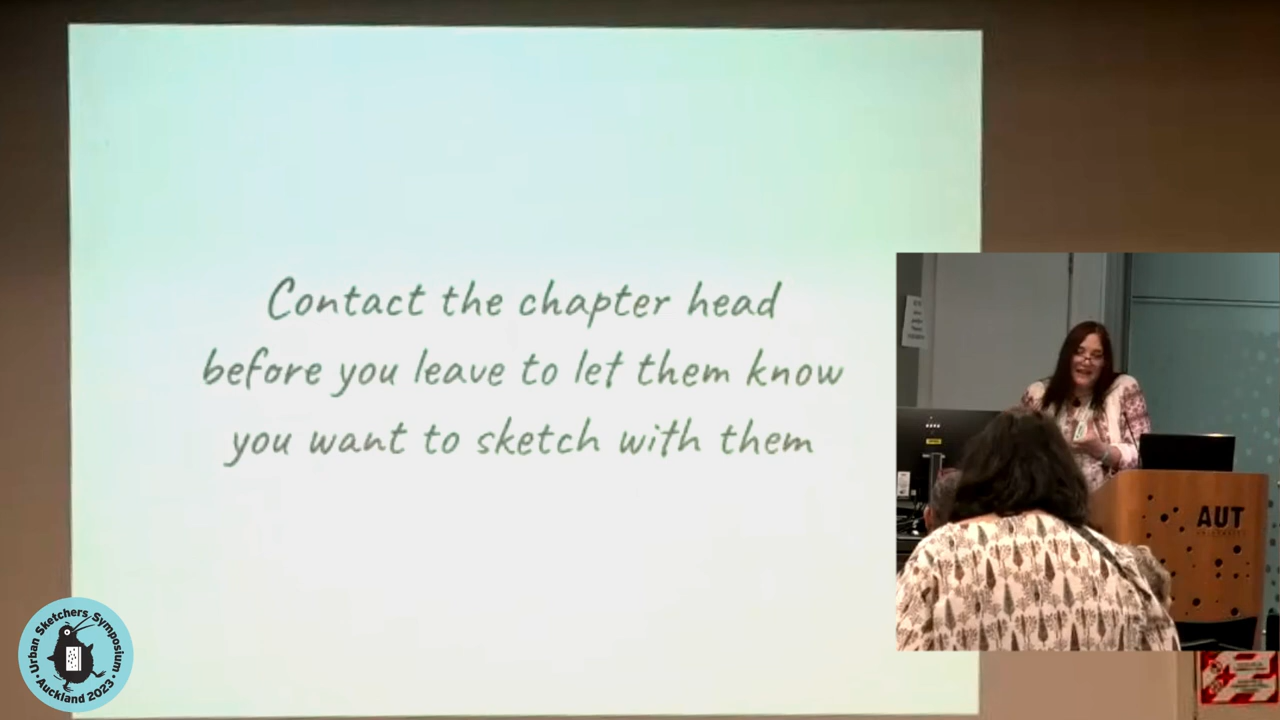 Contact the chapter head
before you leave to let them know
you want to sketch with them
AUT
UNIVERSITY
Urban Sketchers Symposium
Auckland 2023